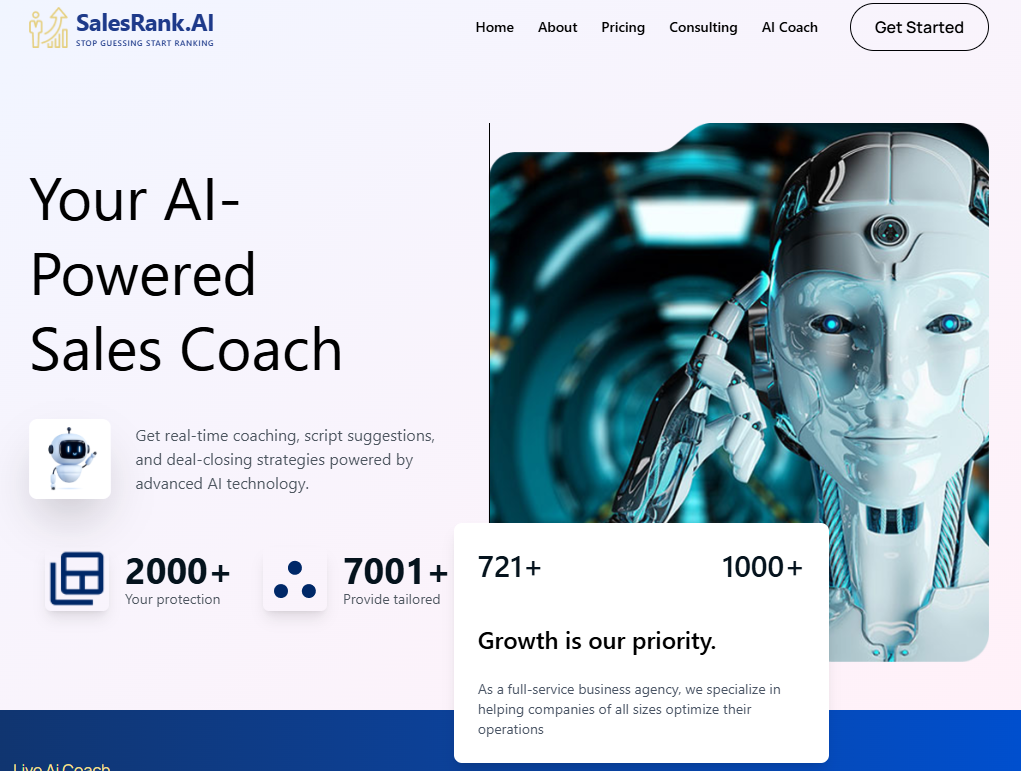 SalesRank.AI
STOP GUESSING START RANKING
Home About Pricing Consulting AI Coach Get Started
Your AI-
Powered
Sales Coach
Get real-time coaching, script suggestions,
and deal-closing strategies powered by
advanced AI technology.
2000+
Your protection
7001+
Provide tailored
721+
1000+
Growth is our priority.
As a full-service business agency, we specialize in
helping companies of all sizes optimize their
operations
Live Ai Coach